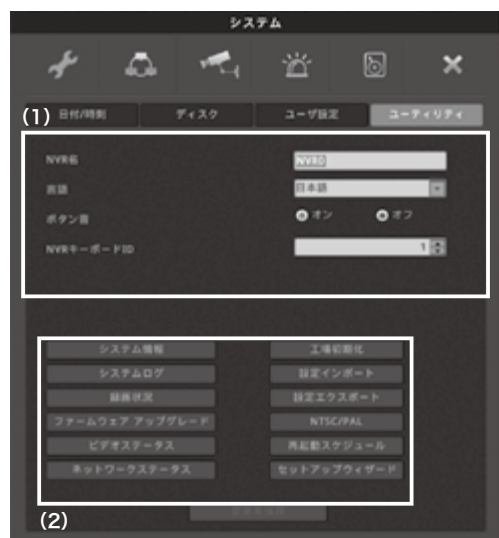 システム
(1) 日付/時刻 ディスク ユーザ設定 ユーティリティ
NVR名 NVR0
言語 日本語
ボタン音 オン オフ
NVRキーボードID 1
システム情報 工場初期化
システムログ 設定インポート
録画状況 設定エクスポート
ファームウェア アップグレード NTSC/PAL
ビデオステータス 再起動スケジュール
ネットワークステータス セットアップウィザード
(2)